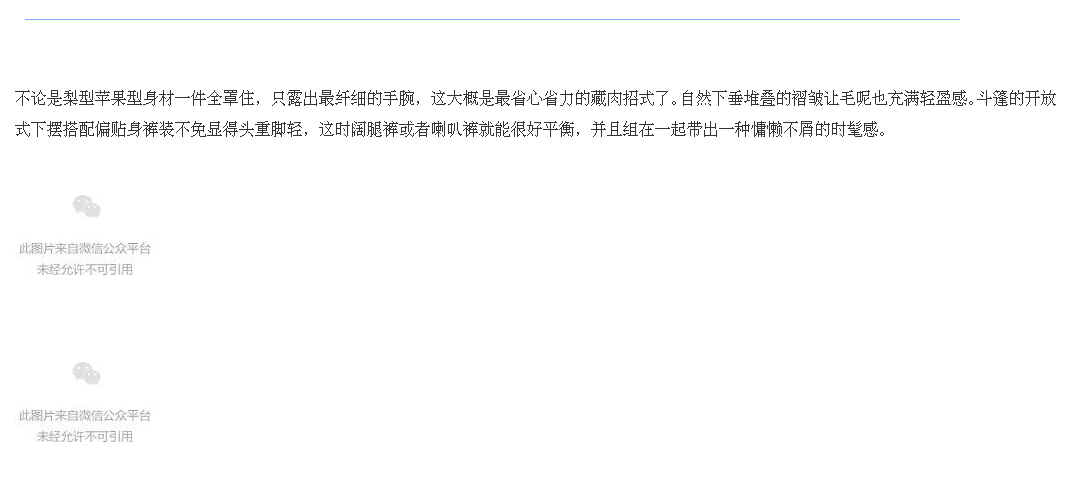 不论是梨型苹果型身材一件全罩住，只露出最纤细的手腕，这大概是最省心省力的藏肉招式了。自然下垂堆叠的褶皱让毛呢也充满轻盈感。斗篷的开放
式下摆搭配偏贴身裤装不免显得头重脚轻，这时阔腿裤或者喇叭裤就能很好平衡，并且组在一起带出一种慵懒不屑的时髦感。
此图片来自微信公众平台
未经允许不可引用
此图片来自微信公众平台
未经允许不可引用